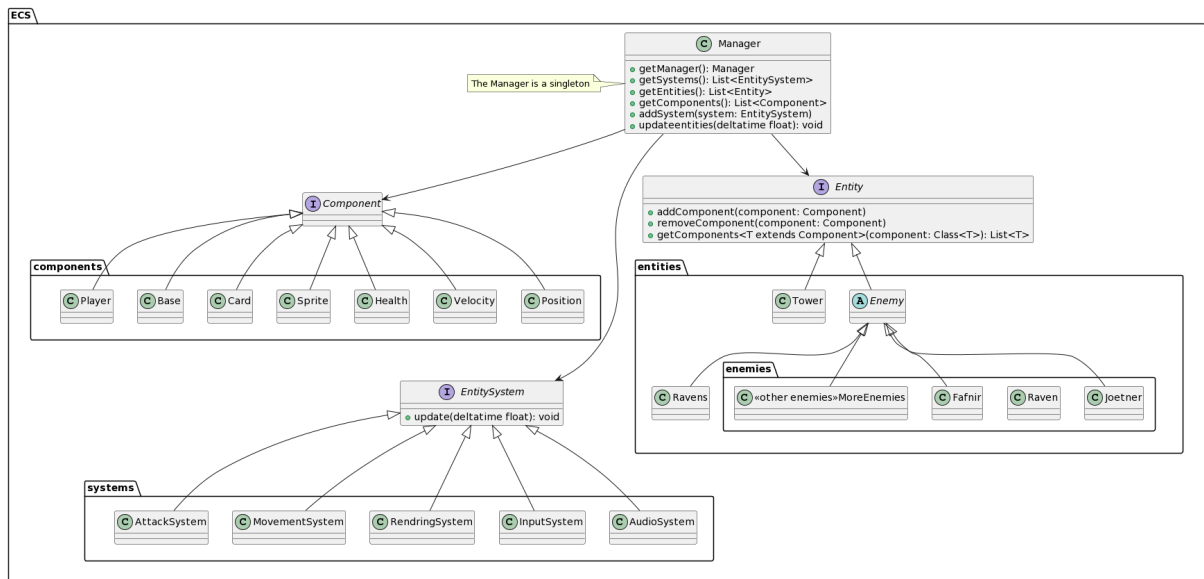 ECS
C Manager
getManager(): Manager
getSystems(): List<EntitySystem>
getEntities(): List<Entity>
getComponents(): List<Component>
addSystem(system: EntitySystem)
updateentities(deltatime float): void
The Manager is a singleton
I Component
I Entity
addComponent(component: Component)
removeComponent(component: Component)
getComponents<T extends Component>(component: Class<T>): List<T>
components
C Player
C Base
C Card
C Sprite
C Health
C Velocity
C Position
entities
C Tower
A Enemy
I EntitySystem
update(deltatime float): void
C Ravens
enemies
C «other enemies»MoreEnemies
C Fafnir
C Raven
C Joetner
systems
C AttackSystem
C MovementSystem
C RendringSystem
C InputSystem
C AudioSystem